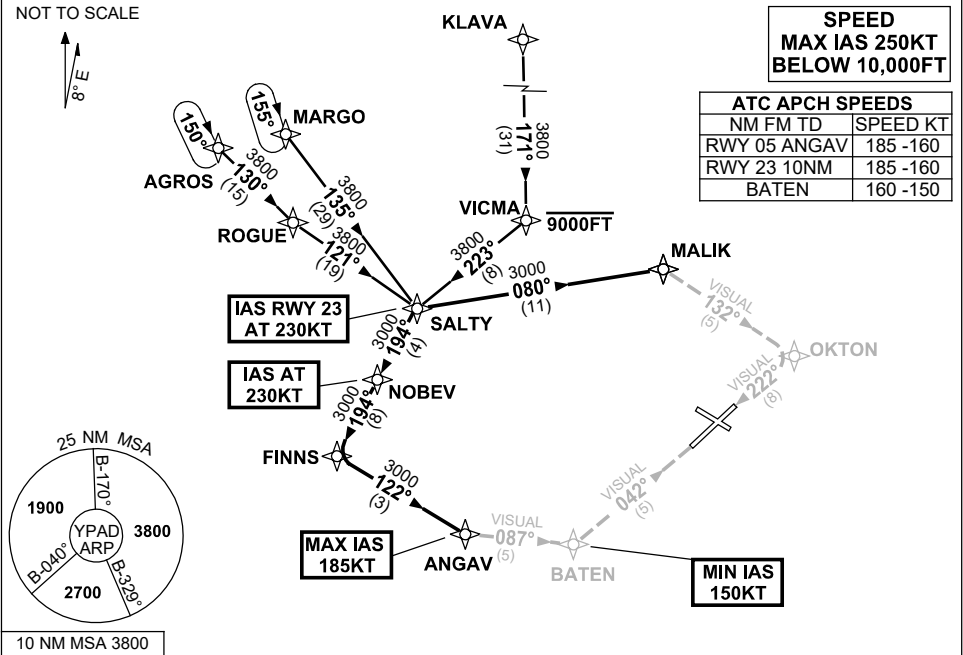 NOT TO SCALE
8° E
KLAVA
SPEED
MAX IAS 250KT
BELOW 10,000FT
ATC APCH SPEEDS
NM FM TD SPEED KT
RWY 05 ANGAV 185 -160
RWY 23 10NM 185 -160
BATEN 160 -150
3800
171°
(31)
155°
MARGO
150°
AGROS
3800
130°
(15)
3800
135°
(29)
ROGUE
3800
121°
(19)
VICMA
9000FT
3800
223°
(8)
MALIK
3000
080°
(11)
IAS RWY 23
AT 230KT
SALTY
VISUAL
132°
(5)
OKTON
3000
194°
(4)
IAS AT
230KT
NOBEV
VISUAL
222°
(8)
3000
194°
(8)
FINNS
3000
122°
(3)
VISUAL
042°
(5)
MAX IAS
185KT
ANGAV
VISUAL
087°
(5)
BATEN
MIN IAS
150KT
25 NM MSA
B-170°
1900
YPAD
ARP
3800
B-040°
B-329°
2700
10 NM MSA 3800